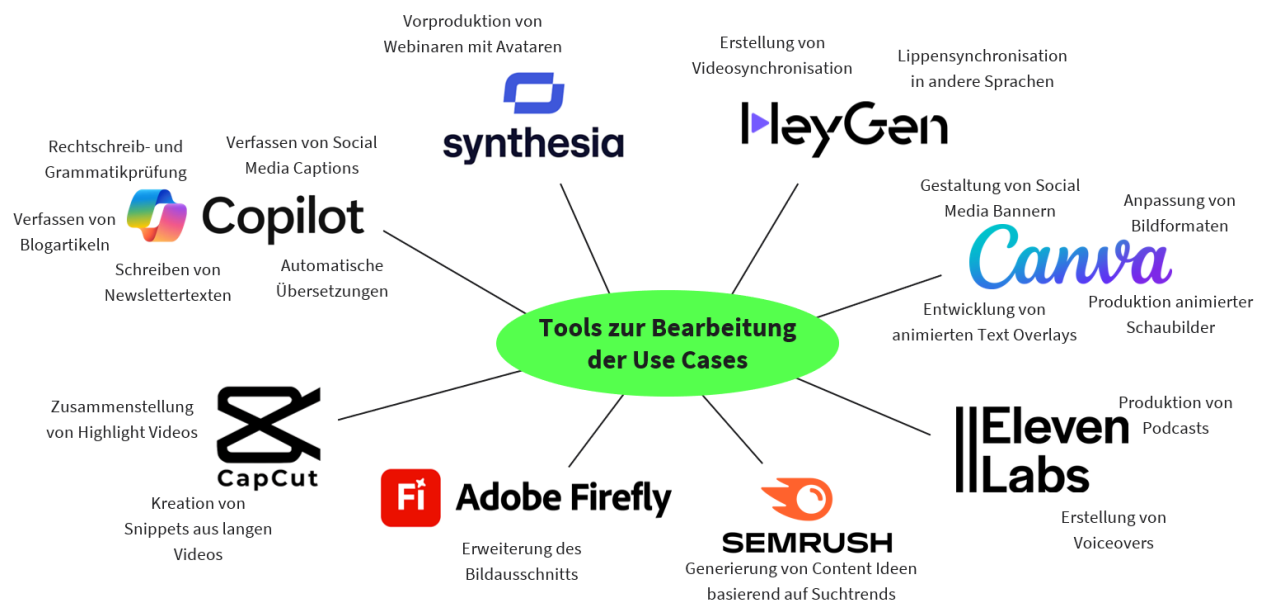 Vorproduktion von
Webinaren mit Avataren
synthesia
Erstellung von
Videosynchronisation
Lippensynchronisation
in andere Sprachen
HeyGen
Rechtschreib- und
Grammatikprüfung
Verfassen von Social
Media Captions
Verfassen von
Blogartikeln
Copilot
Schreiben von
Newslettertexten
Automatische
Übersetzungen
Gestaltung von Social
Media Bannern
Anpassung von
Bildformaten
Canva
Entwicklung von
animierten Text Overlays
Produktion animierter
Schaubilder
Tools zur Bearbeitung
der Use Cases
Zusammenstellung
von Highlight Videos
CapCut
Kreation von
Snippets aus langen
Videos
Fi
Adobe Firefly
Erweiterung des
Bildausschnitts
SEMRUSH
Generierung von Content Ideen
basierend auf Suchtrends
Eleven
Labs
Produktion von
Podcasts
Erstellung von
Voiceovers